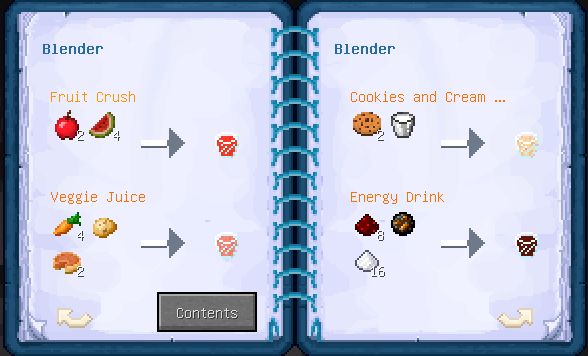 Blender
Fruit Crush
2 4
Veggie Juice
4
2
Contents
Blender
Cookies and Cream ...
2
Energy Drink
8
16